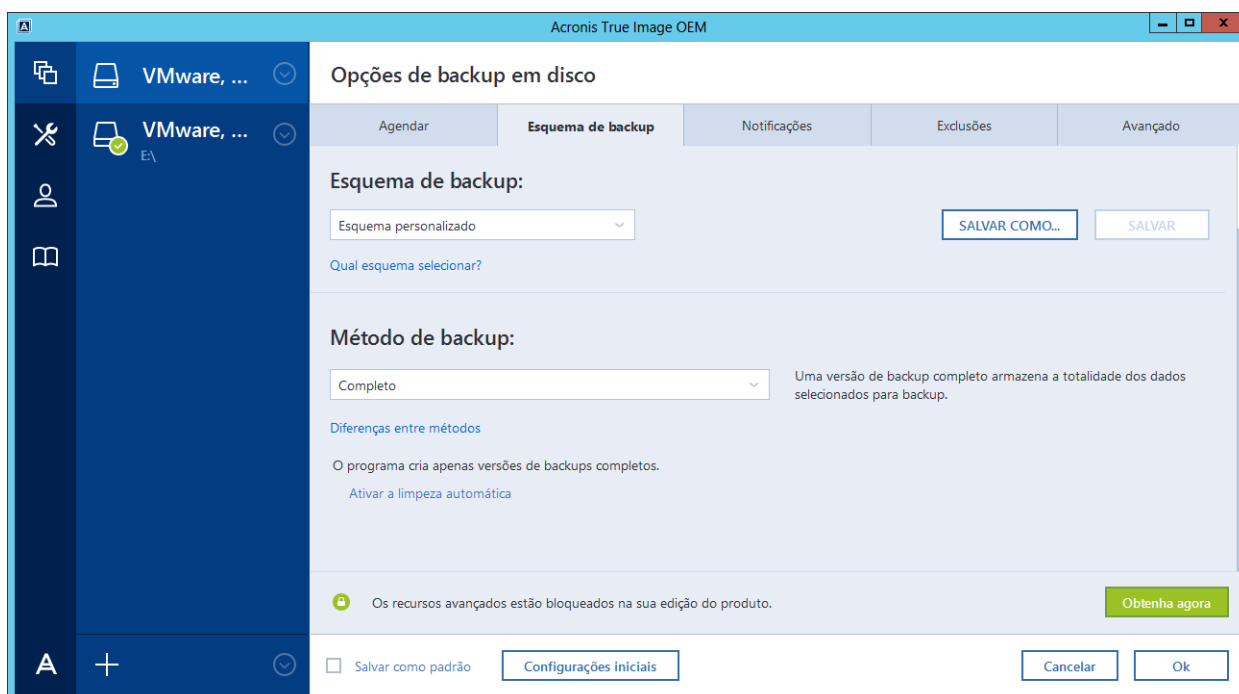 Acronis True Image OEM
VMware, ...
VMware, ...
E:\
Opções de backup em disco
Agendar
Esquema de backup
Notificações
Exclusões
Avançado
Esquema de backup:
Esquema personalizado
SALVAR COMO...
SALVAR
Qual esquema selecionar?
Método de backup:
Completo
Uma versão de backup completo armazena a totalidade dos dados
selecionados para backup.
Diferenças entre métodos
O programa cria apenas versões de backups completos.
Ativar a limpeza automática
Os recursos avançados estão bloqueados na sua edição do produto.
Obtenha agora
Salvar como padrão
Configurações iniciais
Cancelar
Ok